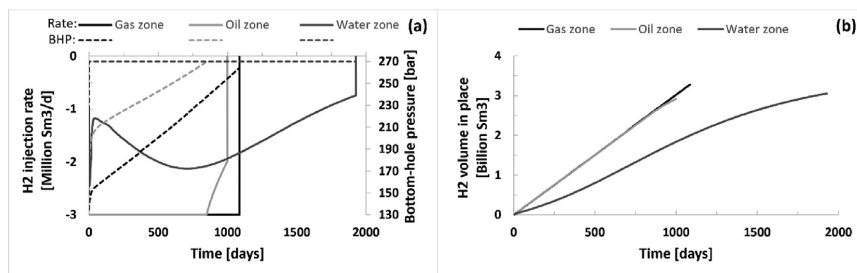 Rate: Gas zone Oil zone Water zone (a)
BHP:
H2 injection rate
[Million Sm3/d]
0
-1
-2
-3
270
250
230
210
190
170
150
130
Bottom-hole pressure [bar]
0 500 1000 1500 2000
Time [days]
Gas zone Oil zone Water zone (b)
H2 volume in place
[Billion Sm3]
4
3
2
1
0
0 500 1000 1500 2000
Time [days]